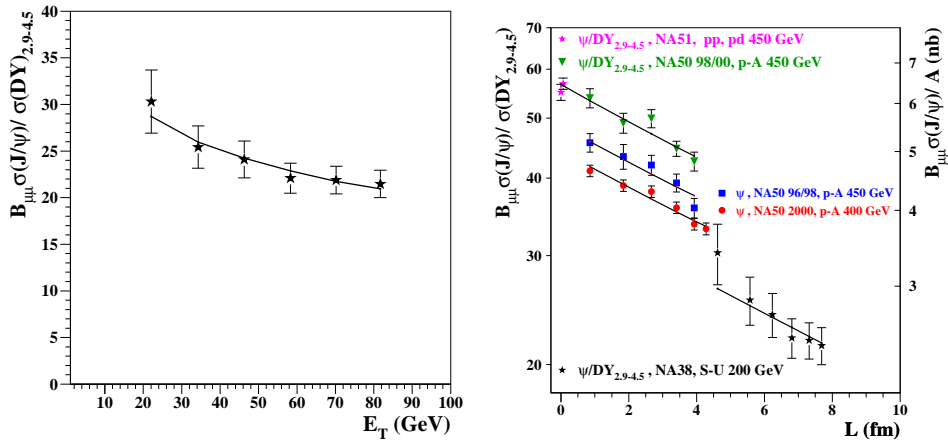 B_μμ σ(J/ψ)/ σ(DY)_2.9-4.5
40
35
30
25
20
15
10
5
0
10 20 30 40 50 60 70 80 90 100
E_T (GeV)
B_μμ σ(J/ψ)/ σ(DY_2.9-4.5)
70
60
50
40
30
20
ψ/DY_2.9-4.5 , NA51, pp, pd 450 GeV
ψ/DY_2.9-4.5 , NA50 98/00, p-A 450 GeV
ψ , NA50 96/98, p-A 450 GeV
ψ , NA50 2000, p-A 400 GeV
ψ/DY_2.9-4.5 , NA38, S-U 200 GeV
0 2 4 6 8 10
L (fm)
7
6
5
4
3
B_μμ σ(J/ψ)/ A (nb)